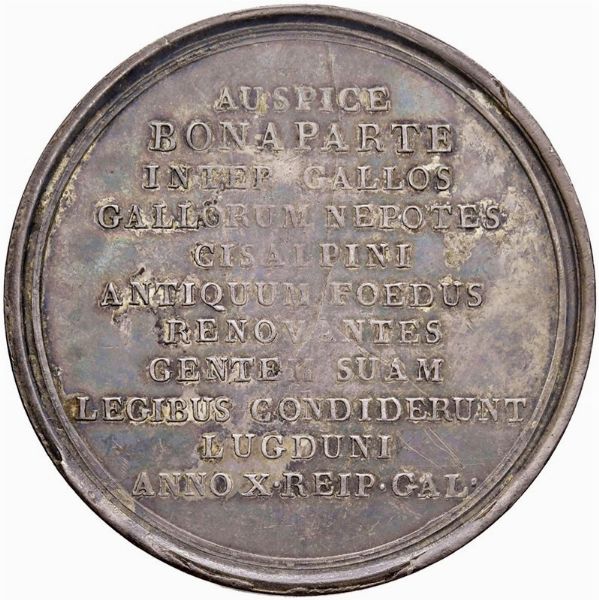 AUSPICE
BONAPARTE
INTER GALLOS
GALLORUM NEPOTES
CISALPINI
ANTIQUUM FOEDUS
RENOVANTES
GENTEM SUAM
LEGIBUS CONDIDERUNT
LUGDUNI
ANNO X·REIP·GAL·